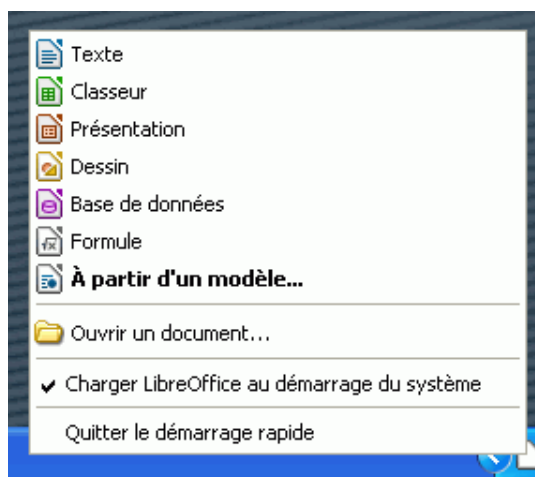 Texte
Classeur
Présentation
Dessin
Base de données
Formule
À partir d'un modèle...
Ouvrir un document...
Charger LibreOffice au démarrage du système
Quitter le démarrage rapide